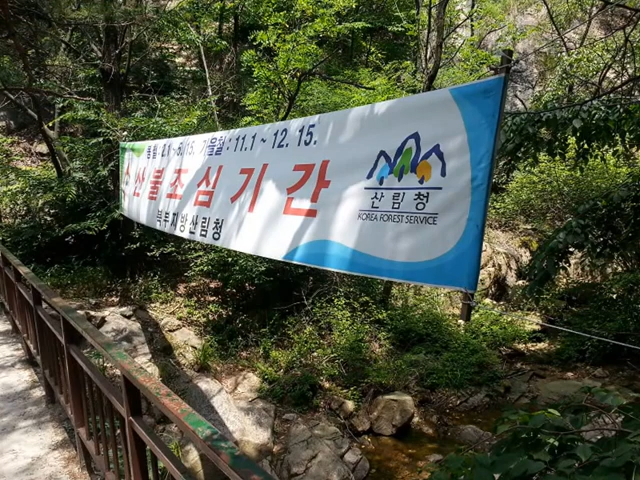 봄철 : 2.1 ~ 5.15. 가을철 : 11.1 ~ 12. 15.
산불조심기간
북부지방산림청
산림청
KOREA FOREST SERVICE